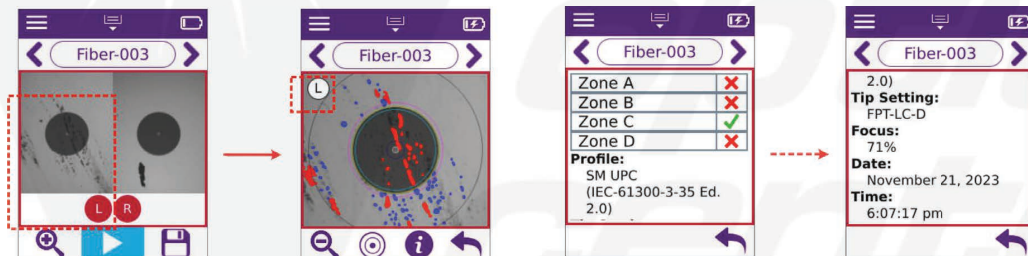 Fiber-003
L R
Fiber-003
L
i
Fiber-003
Zone A
Zone B
Zone C
Zone D
Profile:
SM UPC
(IEC-61300-3-35 Ed.
2.0)
Fiber-003
2.0)
Tip Setting:
FPT-LC-D
Focus:
71%
Date:
November 21, 2023
Time:
6:07:17 pm